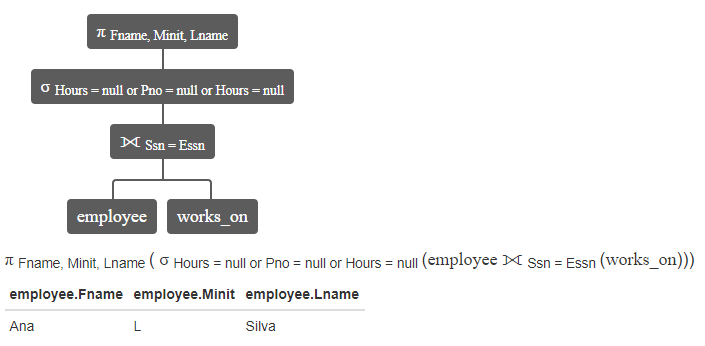 π Fname, Minit, Lname
σ Hours = null or Pno = null or Hours = null
⟕ Ssn = Essn
employee works_on
π Fname, Minit, Lname ( σ Hours = null or Pno = null or Hours = null (employee ⟗ Ssn = Essn (works_on)))
employee.Fname employee.Minit employee.Lname
Ana L Silva